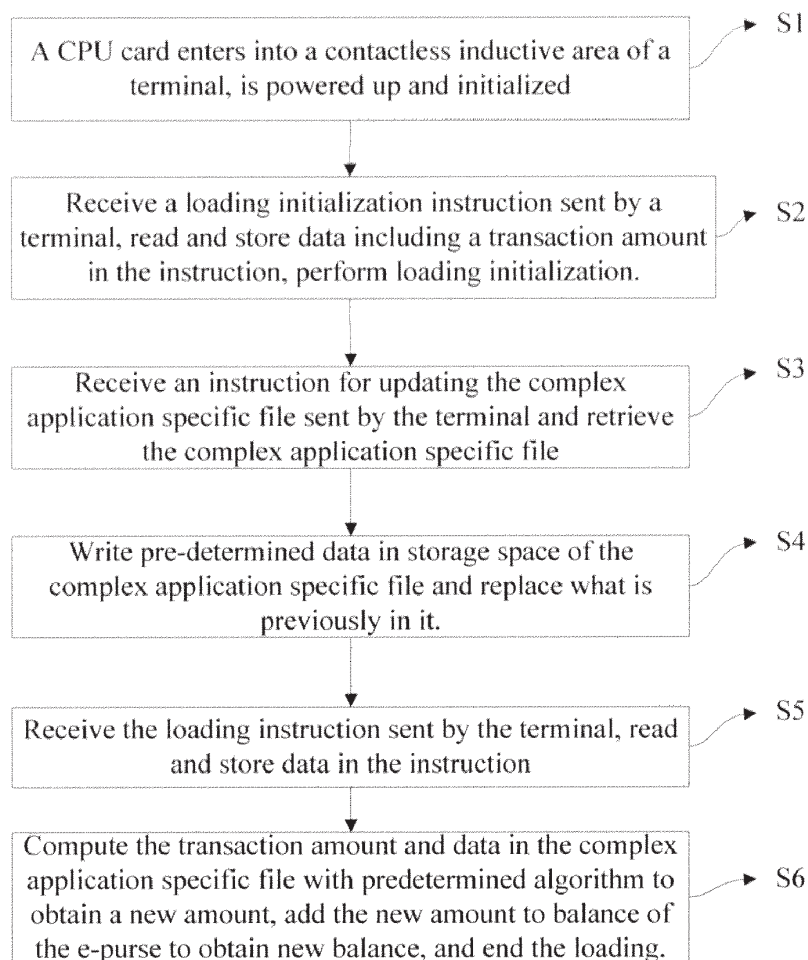 S1
A CPU card enters into a contactless inductive area of a
terminal, is powered up and initialized
Receive a loading initialization instruction sent by a
terminal, read and store data including a transaction amount
in the instruction, perform loading initialization.
S2
Receive an instruction for updating the complex
application specific file sent by the terminal and retrieve
the complex application specific file
S3
Write pre-determined data in storage space of the
complex application specific file and replace what is
previously in it.
S4
Receive the loading instruction sent by the terminal, read
and store data in the instruction
S5
Compute the transaction amount and data in the complex
application specific file with predetermined algorithm to
obtain a new amount, add the new amount to balance of
the e-purse to obtain new balance, and end the loading.
S6